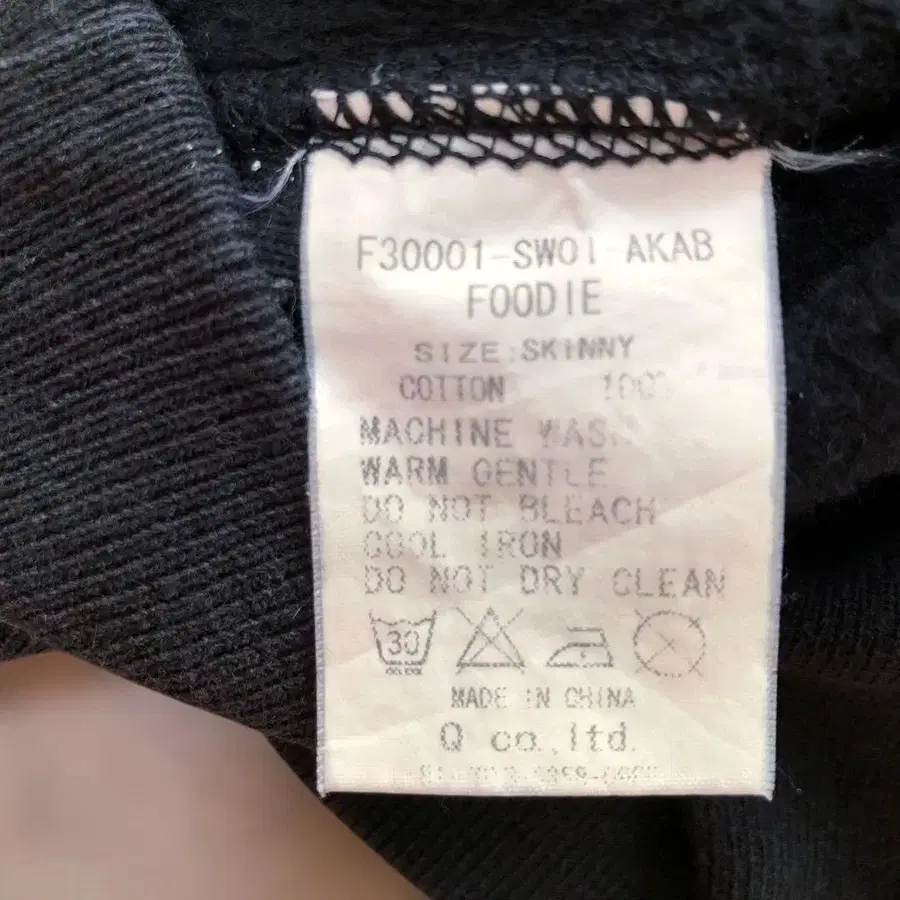 F30001-SW01-AKAB
FOODIE
SIZE:SKINNY
COTTON 100%
MACHINE WASH
WARM GENTLE
DO NOT BLEACH
COOL IRON
DO NOT DRY CLEAN
30
MADE IN CHINA
Q co.,ltd.